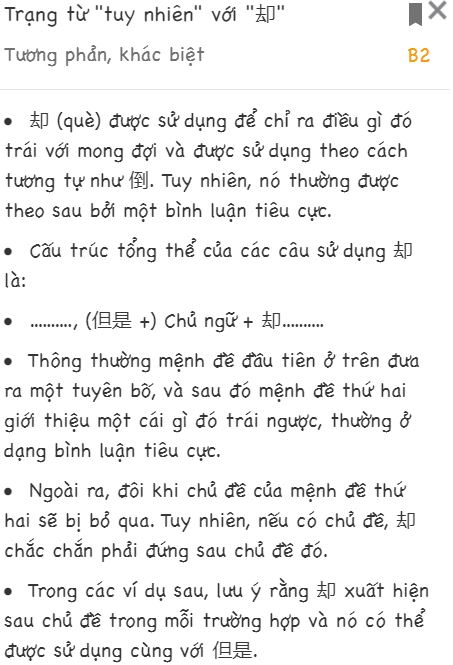 Trạng từ "tuy nhiên" với "却"
Tương phản, khác biệt
B2
● 却 (què) được sử dụng để chỉ ra điều gì đó
trái với mong đợi và được sử dụng theo cách
tương tự như 倒. Tuy nhiên, nó thường được
theo sau bởi một bình luận tiêu cực.
● Cấu trúc tổng thể của các câu sử dụng 却
là:
● .........., (但是 +) Chủ ngữ + 却..........
● Thông thường mệnh đề đầu tiên ở trên đưa
ra một tuyên bố, và sau đó mệnh đề thứ hai
giới thiệu một cái gì đó trái ngược, thường ở
dạng bình luận tiêu cực.
● Ngoài ra, đôi khi chủ đề của mệnh đề thứ
hai sẽ bị bỏ qua. Tuy nhiên, nếu có chủ đề, 却
chắc chắn phải đứng sau chủ đề đó.
● Trong các ví dụ sau, lưu ý rằng 却 xuất hiện
sau chủ đề trong mỗi trường hợp và nó có thể
được sử dụng cùng với 但是.